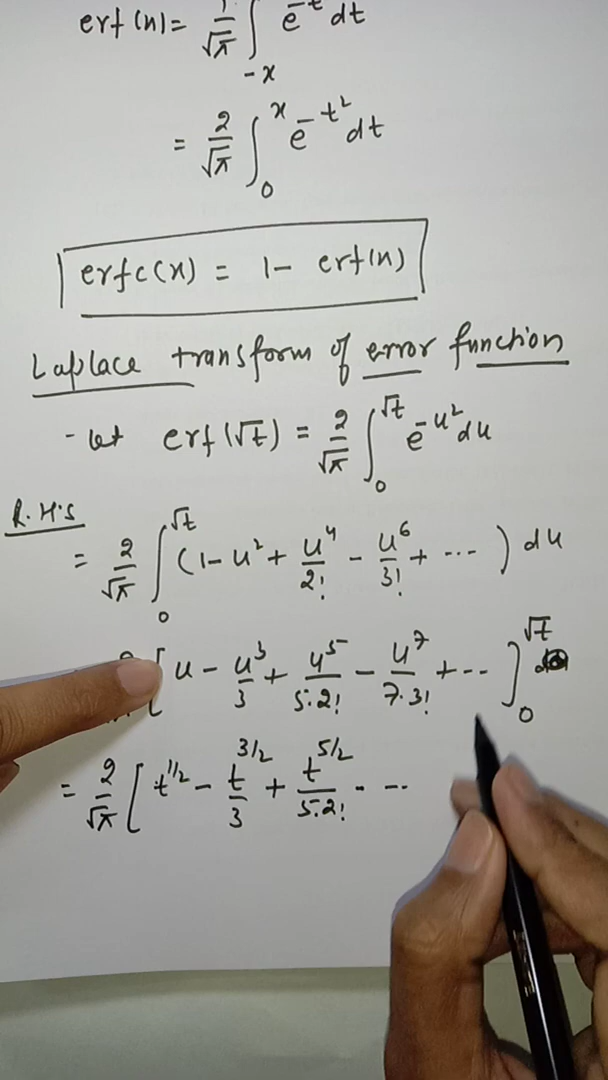 erf(n) = 1/√π ∫_{-x} e^{-t} dt
= 2/√π ∫_0^x e^{-t²} dt
erfc(x) = 1 - erf(n)
Laplace transform of error function
- let erf(√t) = 2/√π ∫_0^{√t} e^{-u²} du
R.H.S
= 2/√π ∫_0^{√t} (1 - u² + u⁴/2! - u⁶/3! + ... ) du
[ u - u³/3 + u⁵/5.2! - u⁷/7.3! + ... ]_0^{√t}
= 2/√π [ t^{1/2} - t^{3/2}/3 + t^{5/2}/5.2! - ...